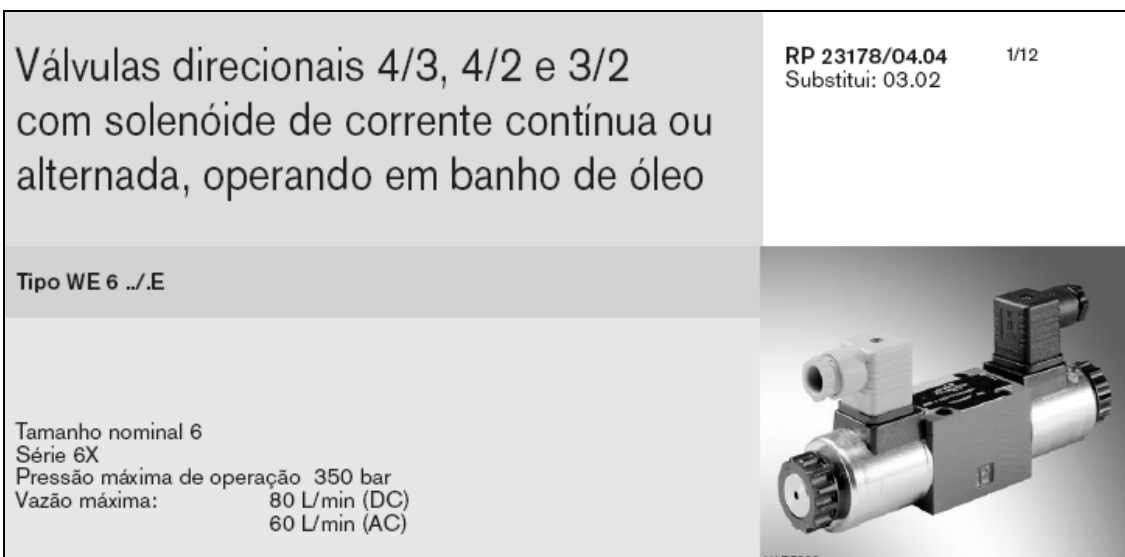 Válvulas direcionais 4/3, 4/2 e 3/2
com solenóide de corrente contínua ou
alternada, operando em banho de óleo
RP 23178/04.04 1/12
Substitui: 03.02
Tipo WE 6 ../.E
Tamanho nominal 6
Série 6X
Pressão máxima de operação 350 bar
Vazão máxima: 80 L/min (DC)
60 L/min (AC)